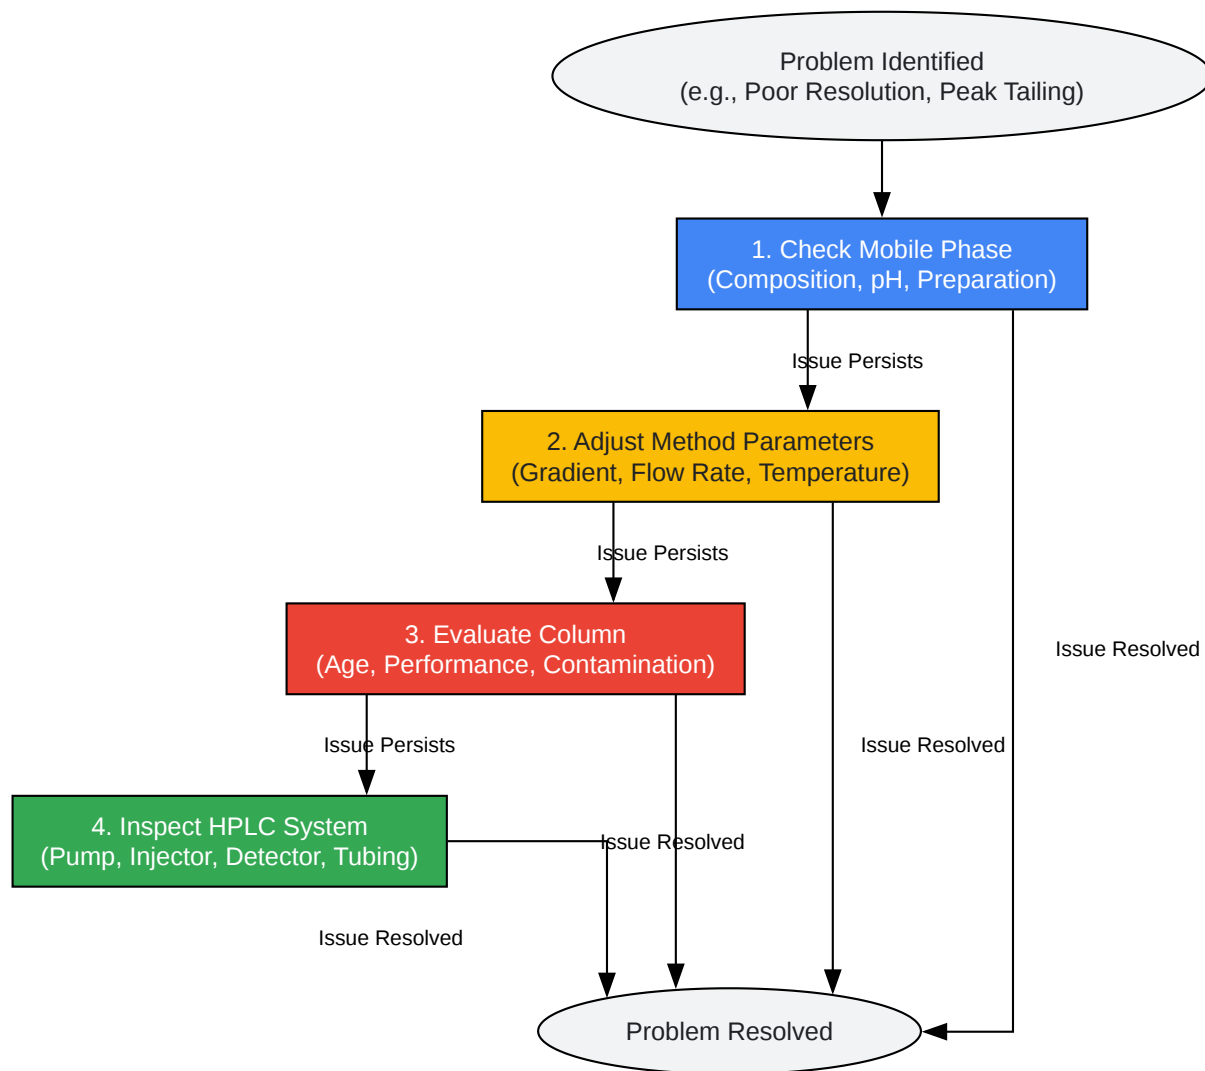 Problem Identified
(e.g., Poor Resolution, Peak Tailing)
1. Check Mobile Phase
(Composition, pH, Preparation)
Issue Persists
2. Adjust Method Parameters
(Gradient, Flow Rate, Temperature)
Issue Persists
3. Evaluate Column
(Age, Performance, Contamination)
Issue Resolved
Issue Persists
Issue Resolved
4. Inspect HPLC System
(Pump, Injector, Detector, Tubing)
Issue Resolved
Issue Resolved
Problem Resolved